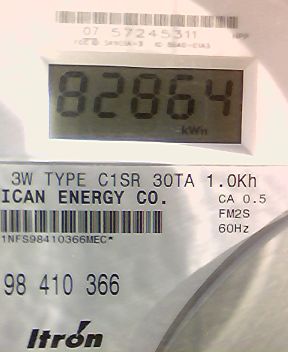 07 57245311
82864
kWh
3W TYPE C1SR 30TA 1.0Kh
ICAN ENERGY CO.
CA 0.5
FM2S
60Hz
1NFS98410366MEC*
98 410 366
Itron